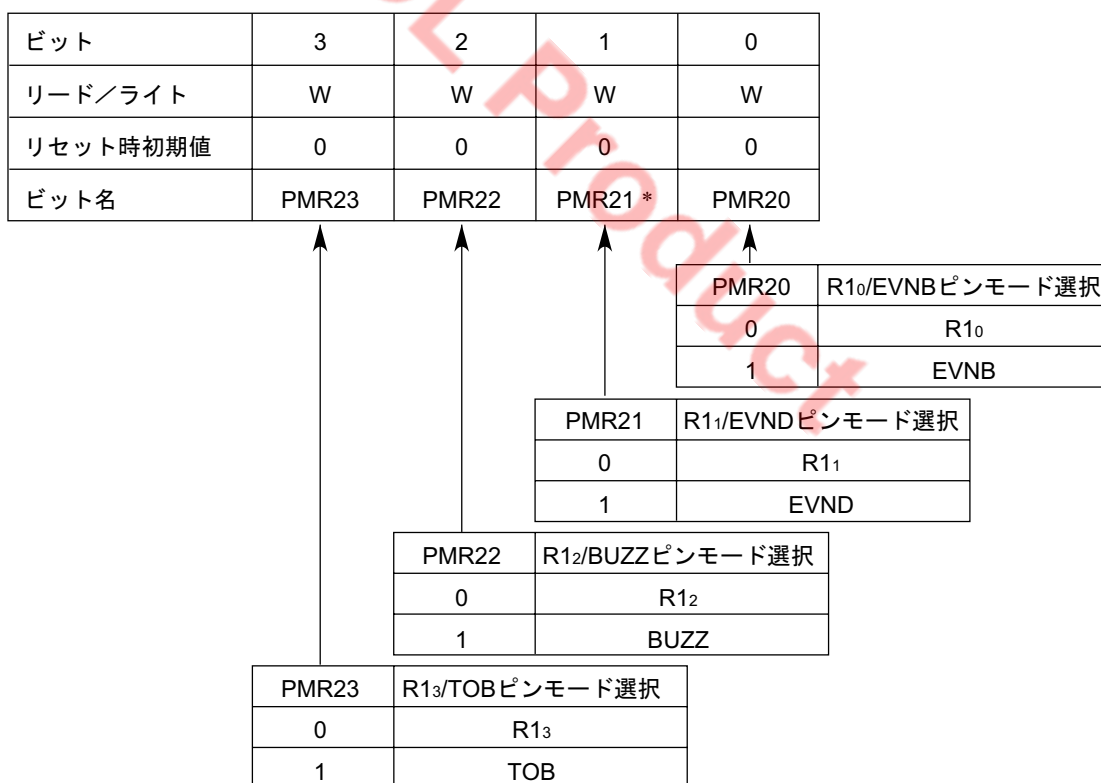 ビット 3 2 1 0
リード／ライト W W W W
リセット時初期値 0 0 0 0
ビット名 PMR23 PMR22 PMR21 * PMR20
PMR20 R10/EVNBピンモード選択
0 R10
1 EVNB
PMR21 R11/EVNDピンモード選択
0 R11
1 EVND
PMR22 R12/BUZZピンモード選択
0 R12
1 BUZZ
PMR23 R13/TOBピンモード選択
0 R13
1 TOB
L Product